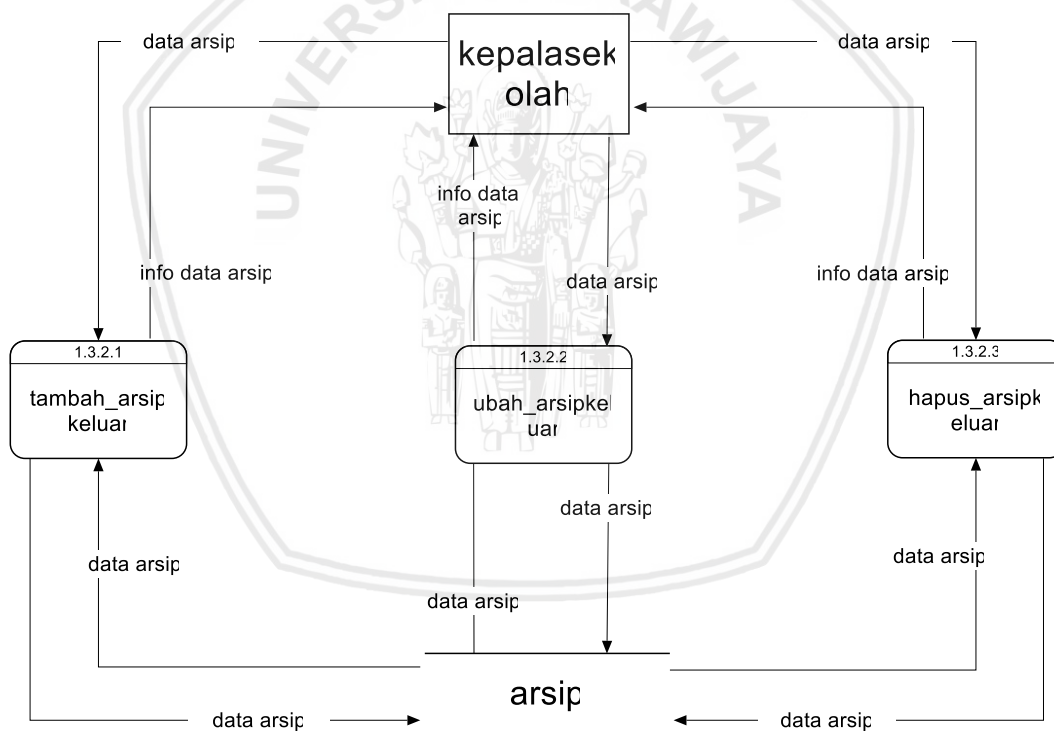 data arsip
kepalasek
olah
data arsip
info data
arsip
info data arsip
data arsip
info data arsip
1.3.2.1
tambah_arsip
keluar
1.3.2.2
ubah_arsipkel
uar
1.3.2.3
hapus_arsipk
eluar
data arsip
data arsip
data arsip
data arsip
arsip
data arsip
data arsip
UNIVERS
RAWIJAYA